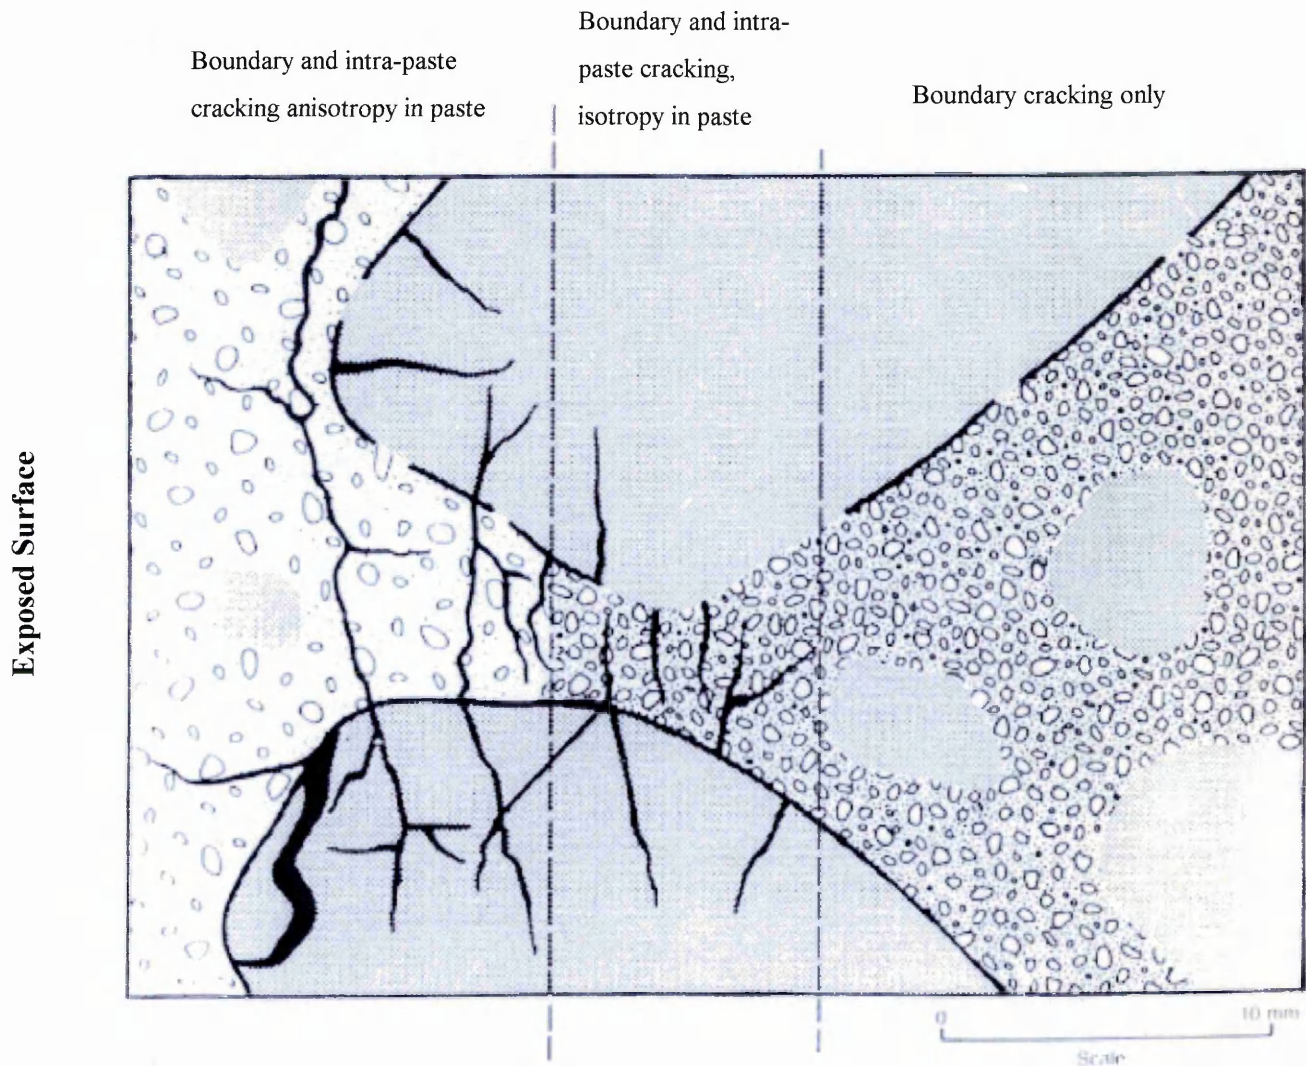 Boundary and intra-paste
cracking anisotropy in paste
Boundary and intra-
paste cracking,
isotropy in paste
Boundary cracking only
Exposed Surface
0 10 mm
Scale